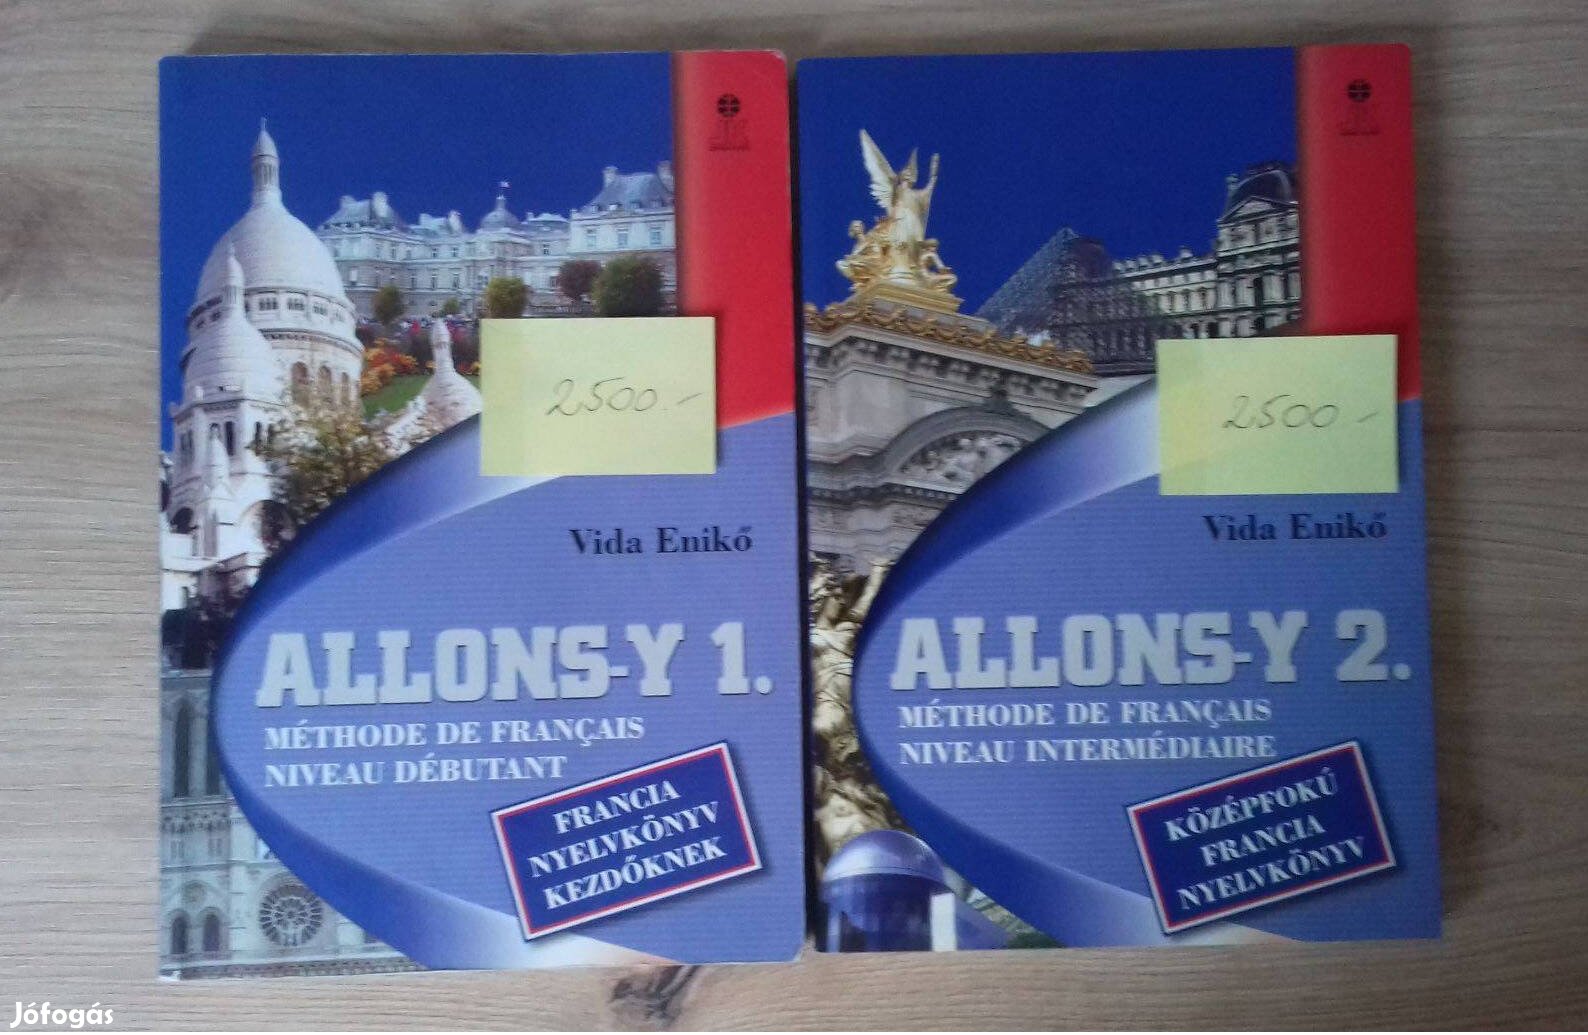 2500.-
Vida Enikő
ALLONS-Y 1.
MÉTHODE DE FRANÇAIS
NIVEAU DÉBUTANT
FRANCIA
NYELVKÖNYV
KEZDŐKNEK
2500-
Vida Enikő
ALLONS-Y 2.
MÉTHODE DE FRANÇAIS
NIVEAU INTERMÉDIAIRE
KÖZÉPFOKÚ
FRANCIA
NYELVKÖNYV
Jófogás